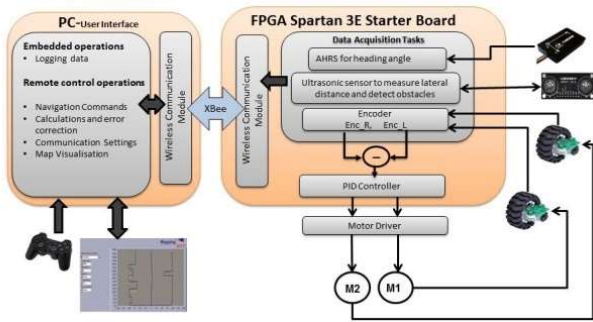 PC-User Interface
Embedded operations
• Logging data
Remote control operations
• Navigation Commands
• Calculations and error
correction
• Communication Settings
• Map Visualisation
Wireless Communication
Module
XBee
FPGA Spartan 3E Starter Board
Wireless Communication
Module
Data Acquisition Tasks
AHRS for heading angle
Ultrasonic sensor to measure lateral
distance and detect obstacles
Encoder
Enc_R, Enc_L
−
PID Controller
Motor Driver
M2
M1